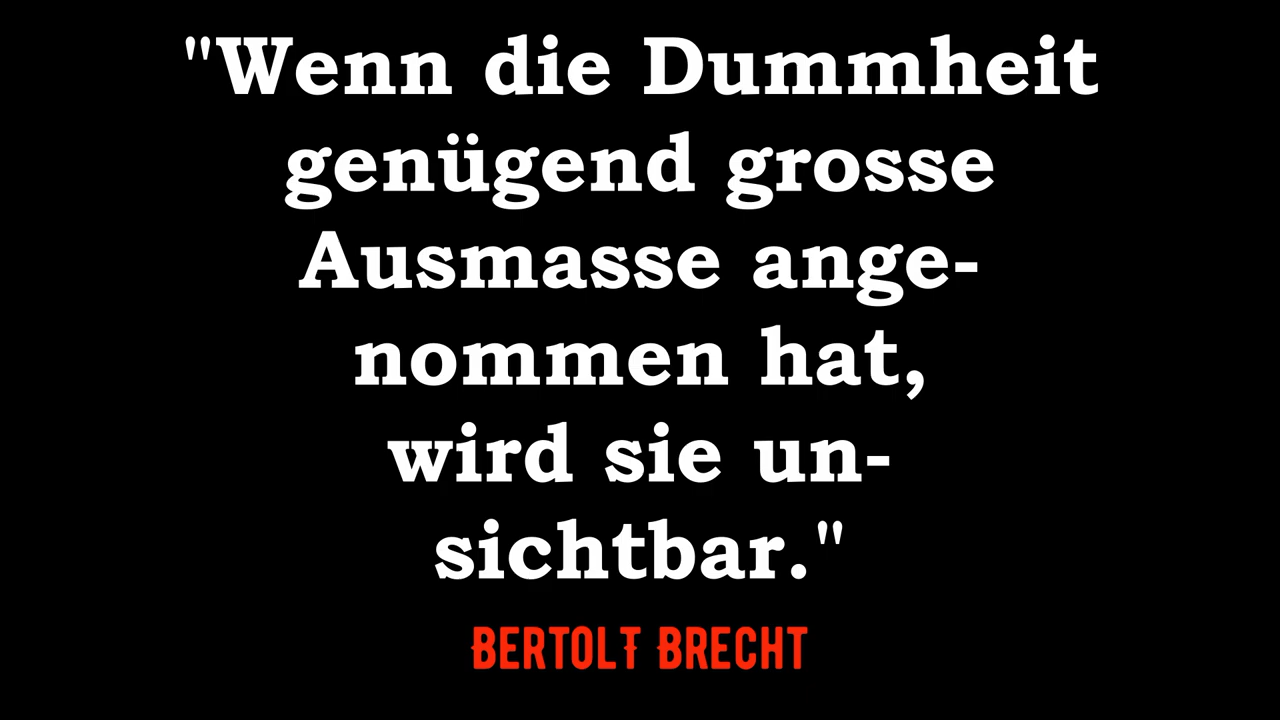 "Wenn die Dummheit
genügend grosse
Ausmasse ange-
nommen hat,
wird sie un-
sichtbar."
BERTOLT BRECHT